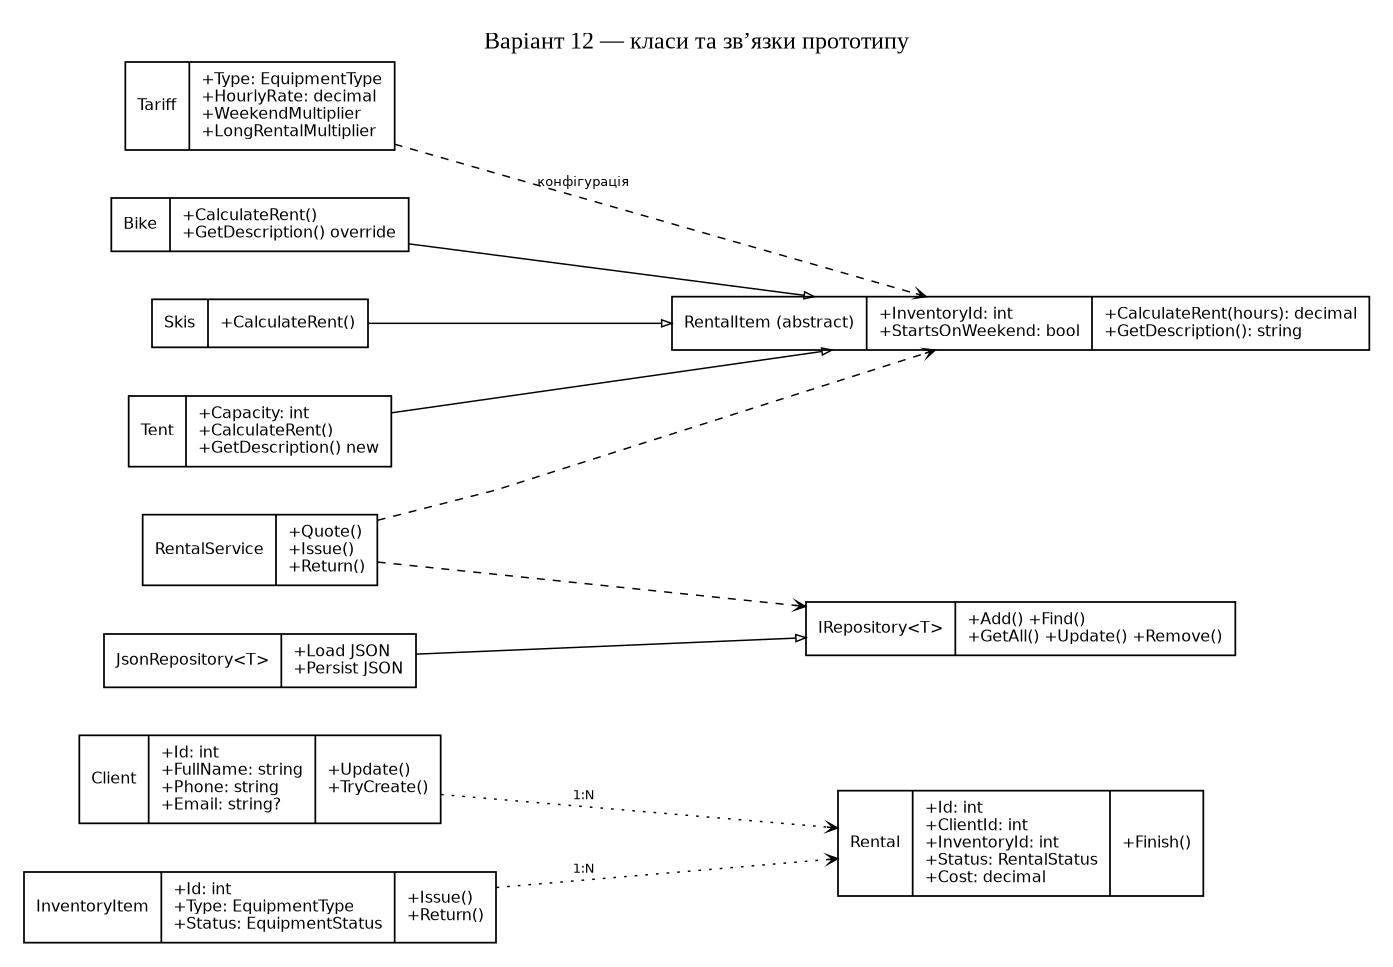 Варіант 12 — класи та зв’язки прототипу
Tariff
+Type: EquipmentType
+HourlyRate: decimal
+WeekendMultiplier
+LongRentalMultiplier
конфігурація
Bike
+CalculateRent()
+GetDescription() override
Skis
+CalculateRent()
RentalItem (abstract)
+InventoryId: int
+StartsOnWeekend: bool
+CalculateRent(hours): decimal
+GetDescription(): string
Tent
+Capacity: int
+CalculateRent()
+GetDescription() new
RentalService
+Quote()
+Issue()
+Return()
IRepository<T>
+Add() +Find()
+GetAll() +Update() +Remove()
JsonRepository<T>
+Load JSON
+Persist JSON
Client
+Id: int
+FullName: string
+Phone: string
+Email: string?
+Update()
+TryCreate()
1:N
Rental
+Id: int
+ClientId: int
+InventoryId: int
+Status: RentalStatus
+Cost: decimal
+Finish()
1:N
InventoryItem
+Id: int
+Type: EquipmentType
+Status: EquipmentStatus
+Issue()
+Return()